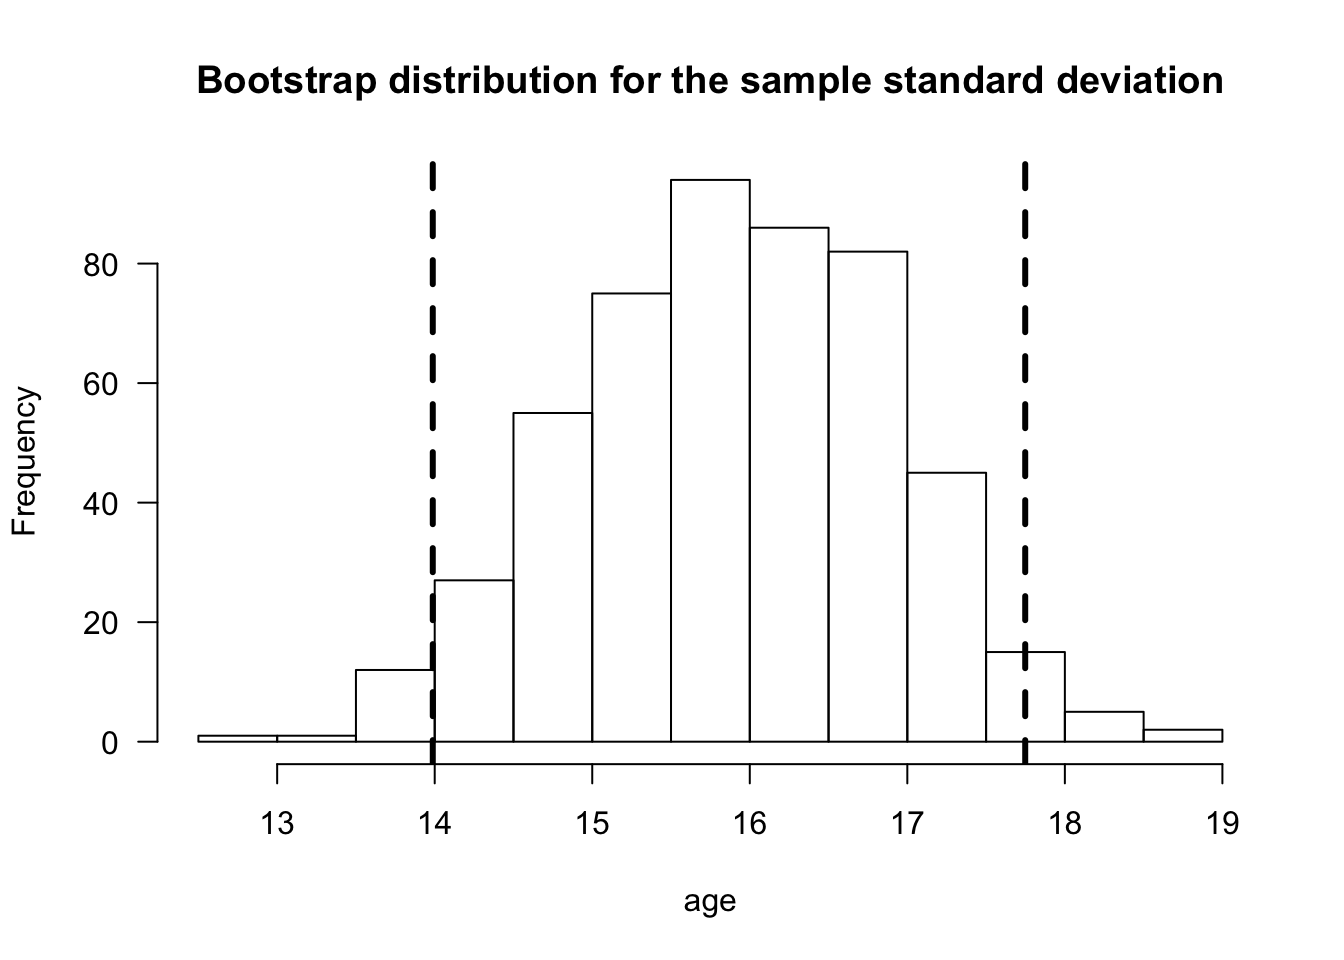 Bootstrap distribution for the sample standard deviation
80
60
40
20
0
Frequency
13 14 15 16 17 18 19
age